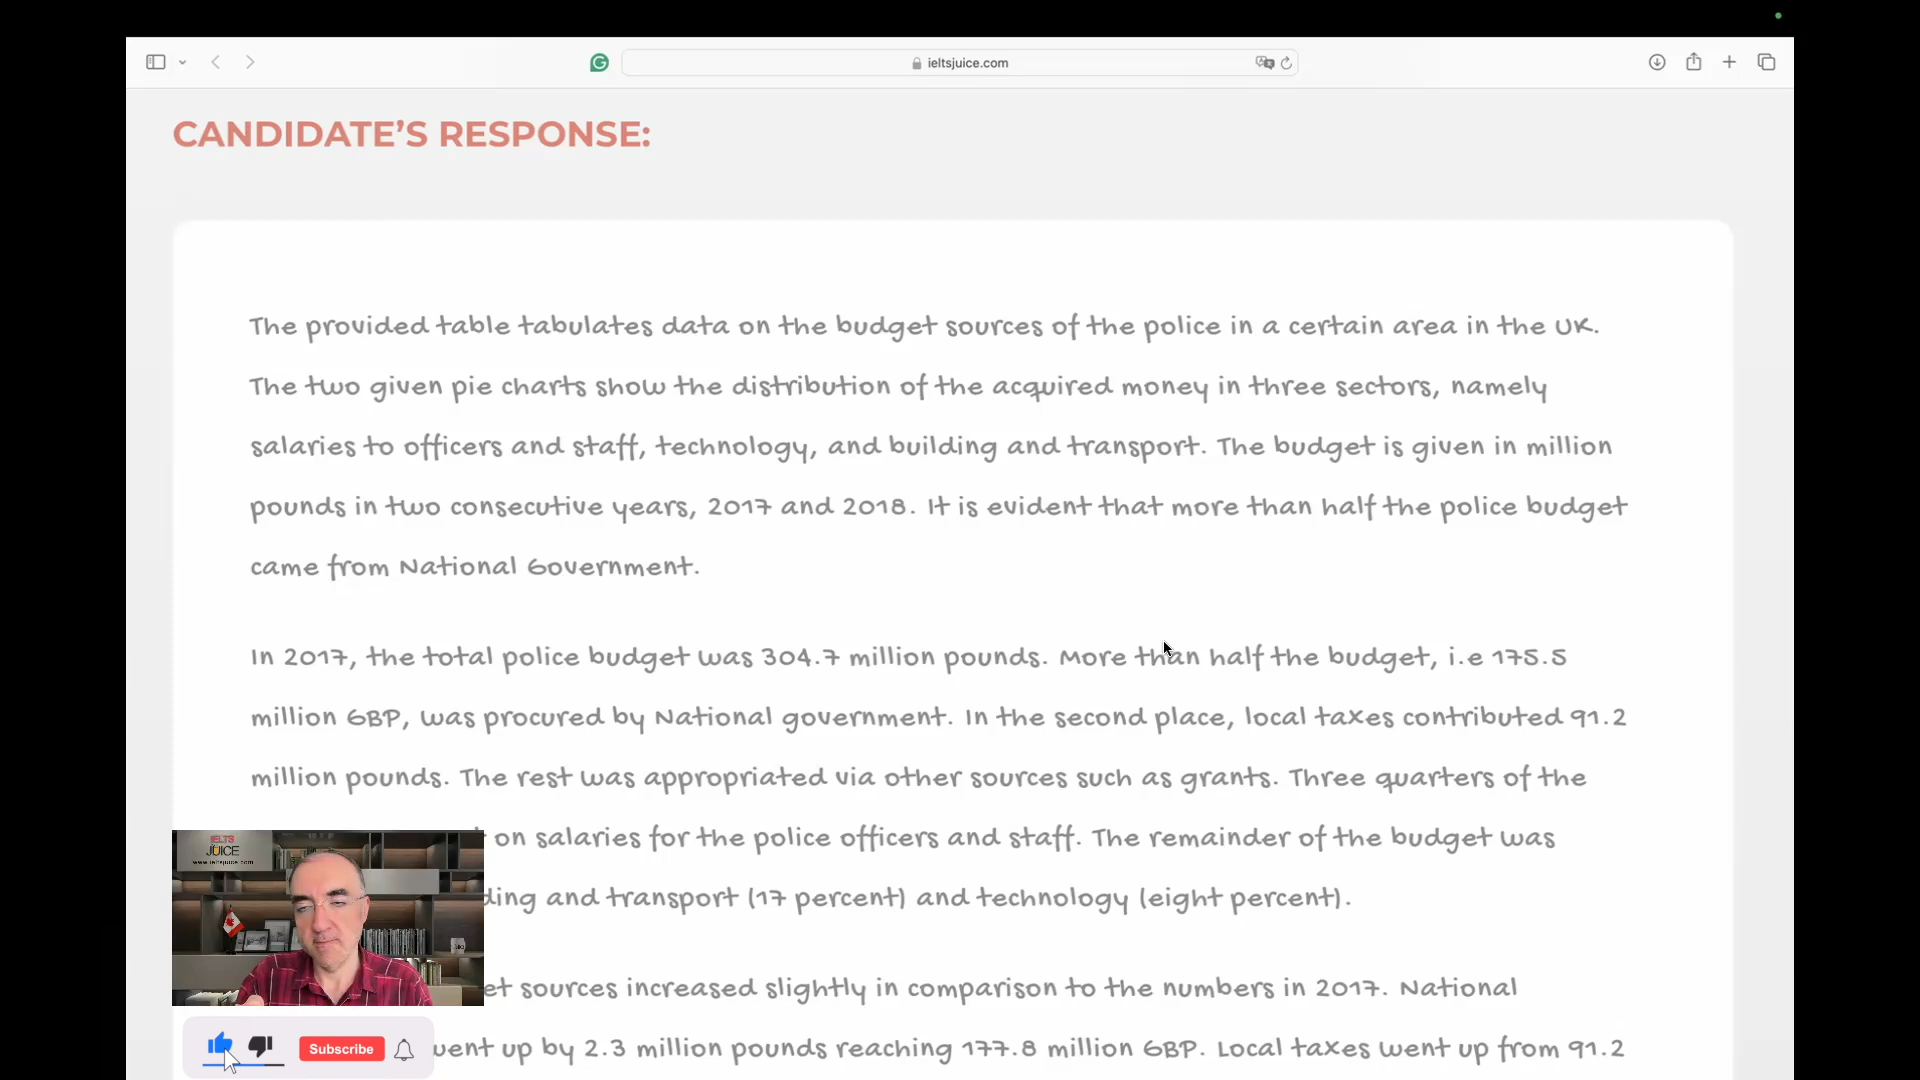 ieltsjuice.com
CANDIDATE’S RESPONSE:
The provided table tabulates data on the budget sources of the police in a certain area in the UK.
The two given pie charts show the distribution of the acquired money in three sectors, namely
salaries to officers and staff, technology, and building and transport. The budget is given in million
pounds in two consecutive years, 2017 and 2018. It is evident that more than half the police budget
came from National Government.
In 2017, the total police budget was 304.7 million pounds. More than half the budget, i.e 175.5
million GBP, was procured by National government. In the second place, local taxes contributed 91.2
million pounds. The rest was appropriated via other sources such as grants. Three quarters of the
on salaries for the police officers and staff. The remainder of the budget was
ding and transport (17 percent) and technology (eight percent).
et sources increased slightly in comparison to the numbers in 2017. National
went up by 2.3 million pounds reaching 177.8 million GBP. Local taxes went up from 91.2
IELTS
JUICE
www.ieltsjuice.com
Subscribe